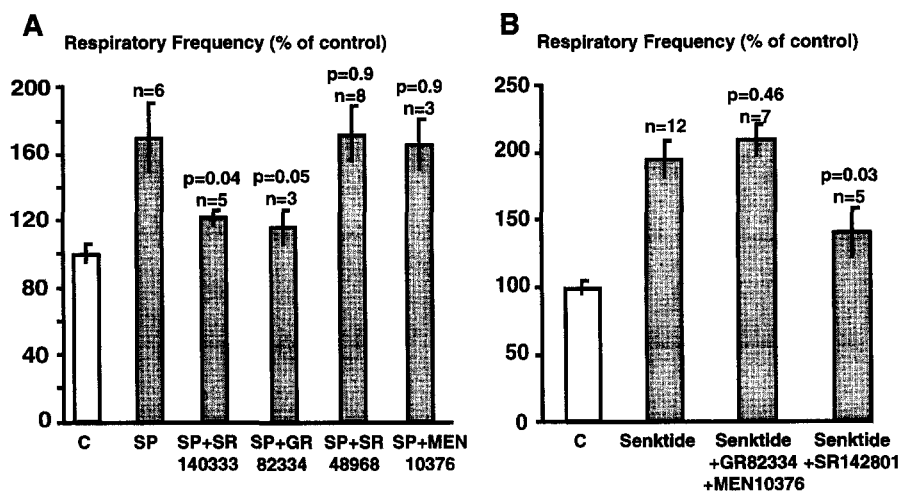 A
Respiratory Frequency (% of control)
200
160
120
100
80
40
0
n=6
p=0.04
n=5
p=0.05
n=3
p=0.9
n=8
p=0.9
n=3
C
SP
SP+SR
140333
SP+GR
82334
SP+SR
48968
SP+MEN
10376
B
Respiratory Frequency (% of control)
250
200
150
100
50
0
n=12
p=0.46
n=7
p=0.03
n=5
C
Senktide
Senktide
+GR82334
+MEN10376
Senktide
+SR142801